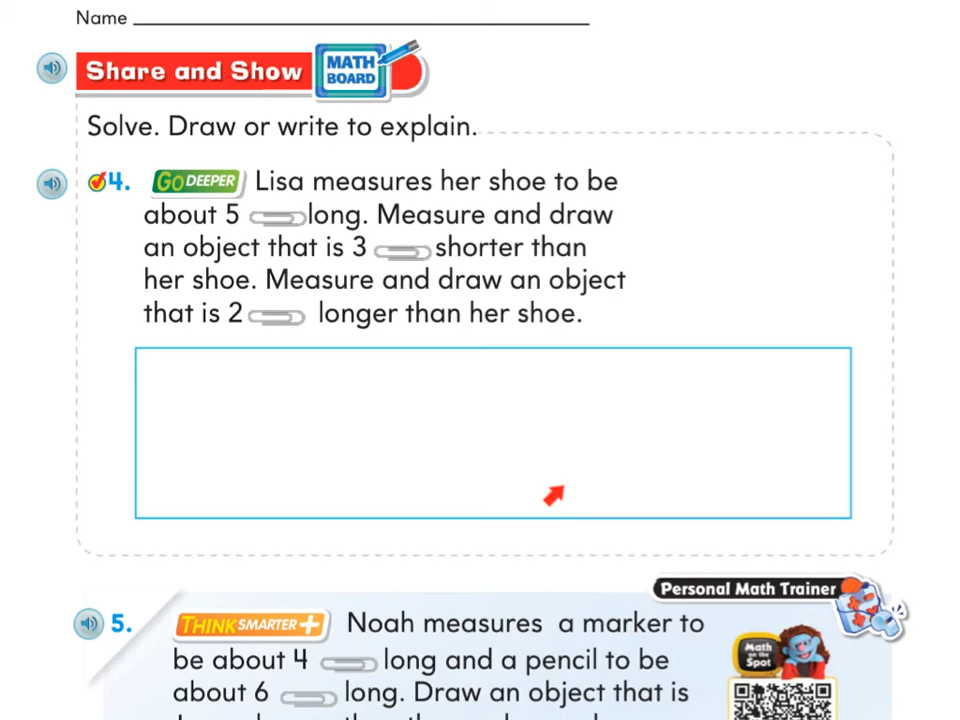 Name
Share and Show MATH BOARD
Solve. Draw or write to explain.
4. GO DEEPER Lisa measures her shoe to be
about 5 long. Measure and draw
an object that is 3 shorter than
her shoe. Measure and draw an object
that is 2 longer than her shoe.
Personal Math Trainer
5. THINK SMARTER + Noah measures a marker to
be about 4 long and a pencil to be
about 6 long. Draw an object that is
Math on the Spot